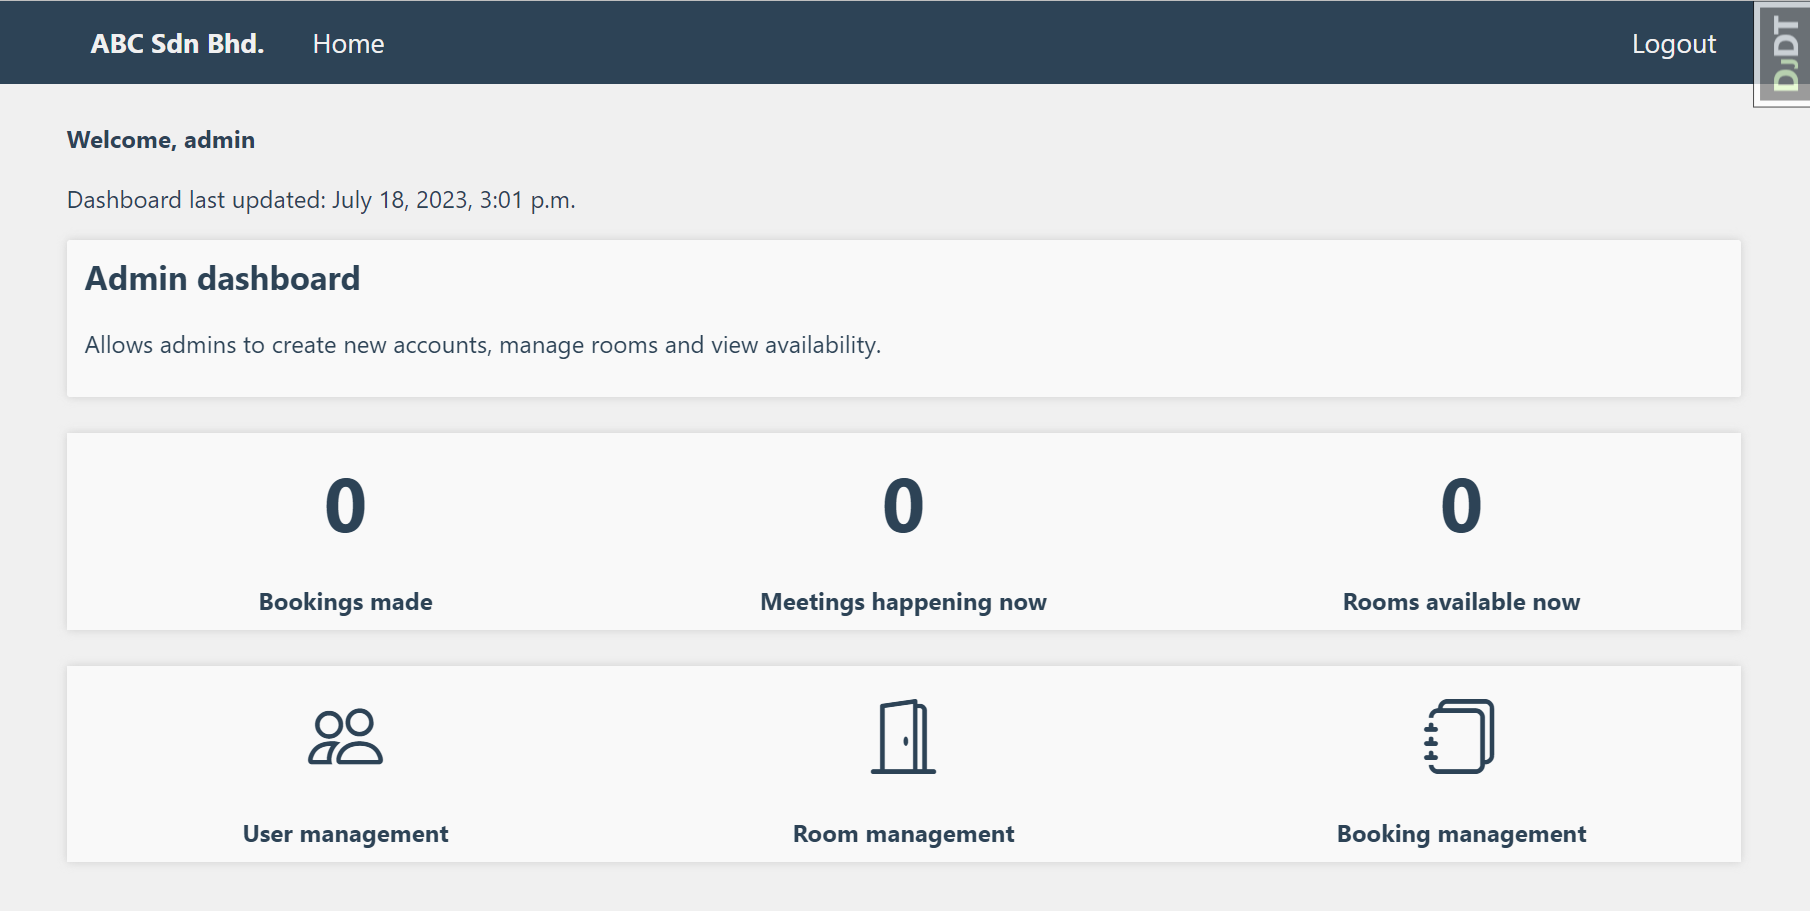 ABC Sdn Bhd. Home Logout
DJDT
Welcome, admin
Dashboard last updated: July 18, 2023, 3:01 p.m.
Admin dashboard
Allows admins to create new accounts, manage rooms and view availability.
0 0 0
Bookings made Meetings happening now Rooms available now
User management Room management Booking management